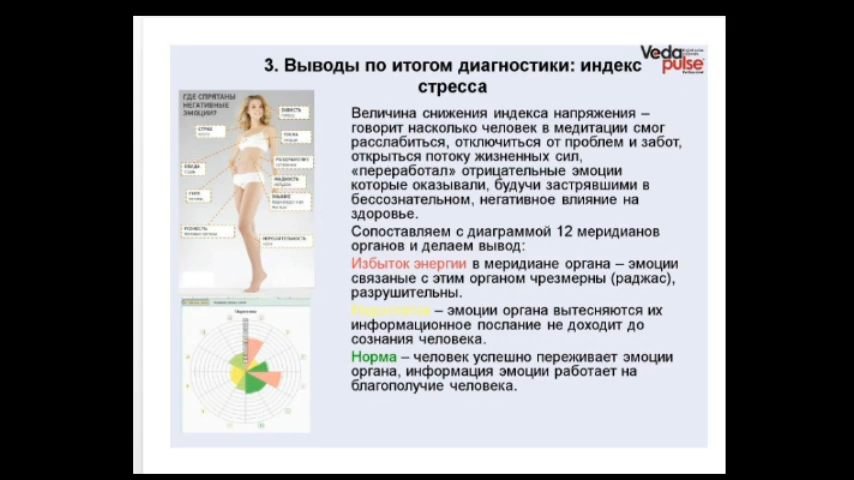 3. Выводы по итогом диагностики: индекс
стресса
Veda
pulse
ГДЕ СПРЯТАНЫ
НЕГАТИВНЫЕ
ЭМОЦИИ?
Величина снижения индекса напряжения –
говорит насколько человек в медитации смог
расслабиться, отключиться от проблем и забот,
открыться потоку жизненных сил,
«переработал» отрицательные эмоции
которые оказывали, будучи застрявшими в
бессознательном, негативное влияние на
здоровье.
Сопоставляем с диаграммой 12 меридианов
органов и делаем вывод:
Избыток энергии в меридиане органа – эмоции
связаные с этим органом чрезмерны (раджас),
разрушительны.
– эмоции органа вытесняются их
информационное послание не доходит до
сознания человека.
Норма – человек успешно переживает эмоции
органа, информация эмоции работает на
благополучие человека.